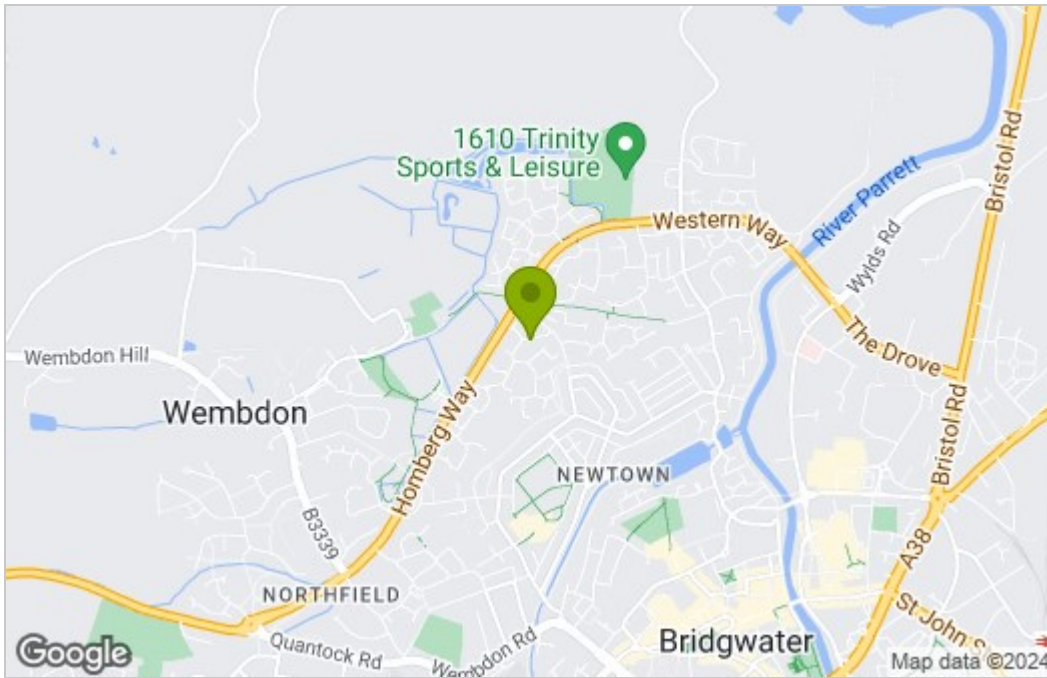 1610 Trinity
Sports & Leisure
Western Way
River Parrett
Wylds Rd
Bristol Rd
The Drove
Wembdon Hill
Wembdon
Homberg Way
Bristol Rd
NEWTOWN
B3339
A38
NORTHFIELD
Quantock Rd
Wembdon Rd
Bridgwater
St John S
Google
Map data ©2024